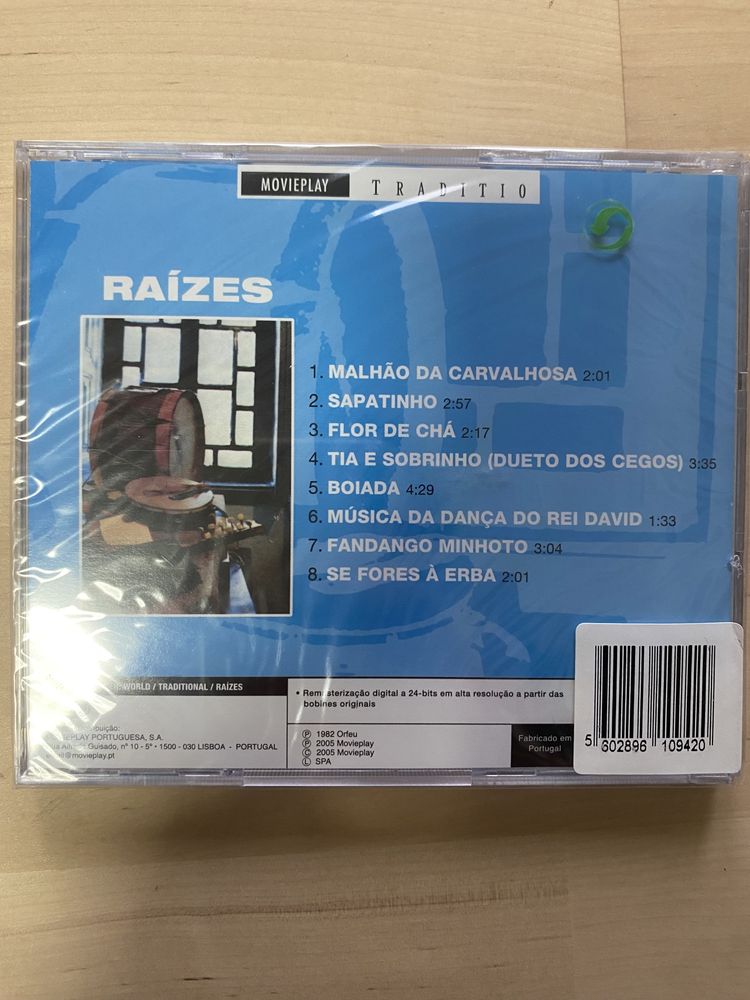 MOVIEPLAY TRADITIO
RAÍZES
1. MALHÃO DA CARVALHOSA 2:01
2. SAPATINHO 2:57
3. FLOR DE CHÁ 2:17
4. TIA E SOBRINHO (DUETO DOS CEGOS) 3:35
5. BOIADA 4:29
6. MÚSICA DA DANÇA DO REI DAVID 1:33
7. FANDANGO MINHOTO 3:04
8. SE FORES À ERBA 2:01
WORLD / TRADITIONAL / RAÍZES
• Remasterização digital a 24-bits em alta resolução a partir das
bobines originais
PORTUGUESA, S.A.
Guisado, nº 10 - 5º • 1500 - 030 LISBOA - PORTUGAL
@movieplay.pt
Ⓟ 1982 Orfeu
Ⓟ 2005 Movieplay
Ⓒ 2005 Movieplay
Ⓛ SPA
Fabricado em
Portugal
5 602896 109420